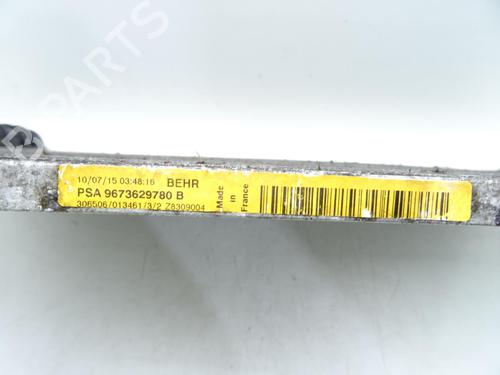 10/07/15 03:48:16 BEHR
PSA 9673629780 B
306506/013461/3/2 Z8309004
Made
in
France